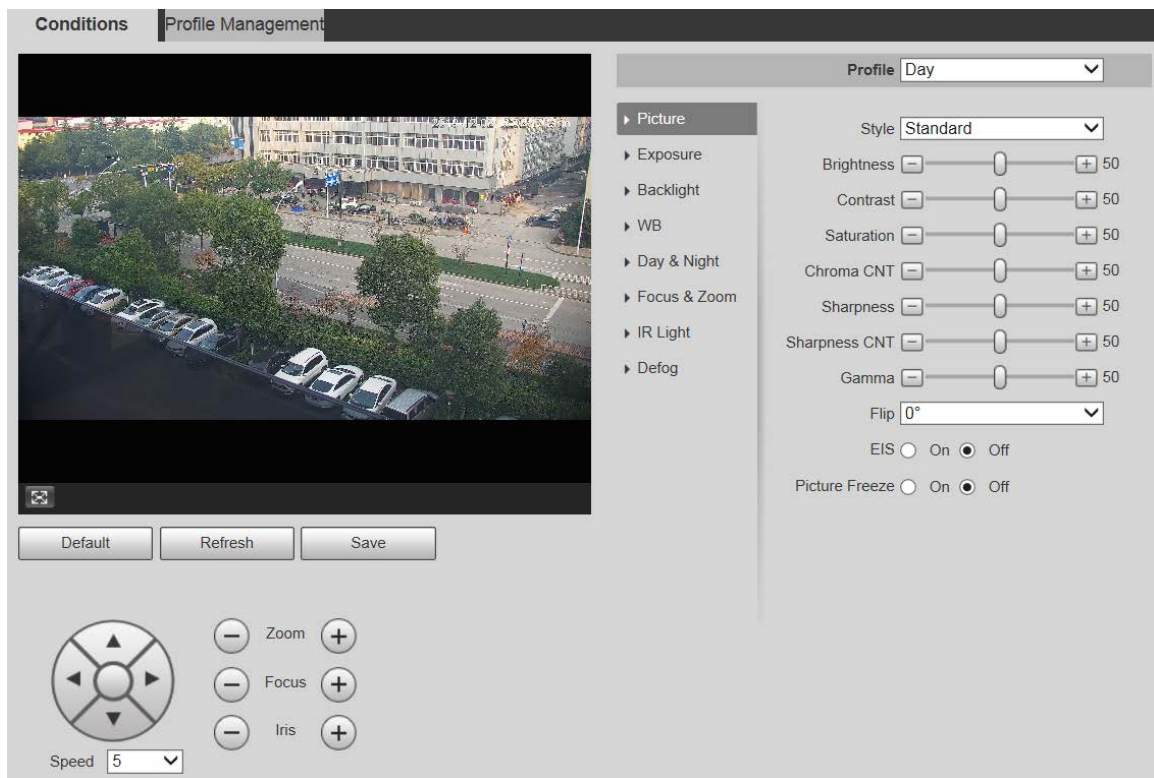 Conditions
Profile Management
Profile Day
Picture
Exposure
Backlight
WB
Day & Night
Focus & Zoom
IR Light
Defog
Style Standard
Brightness 50
Contrast 50
Saturation 50
Chroma CNT 50
Sharpness 50
Sharpness CNT 50
Gamma 50
Flip 0°
EIS On Off
Picture Freeze On Off
Default Refresh Save
Zoom
Focus
Iris
Speed 5